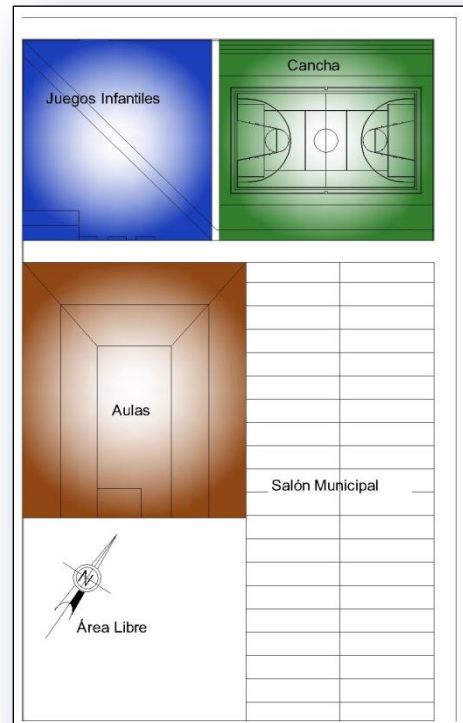 Juegos Infantiles
Cancha
Aulas
Salón Municipal
N
Área Libre